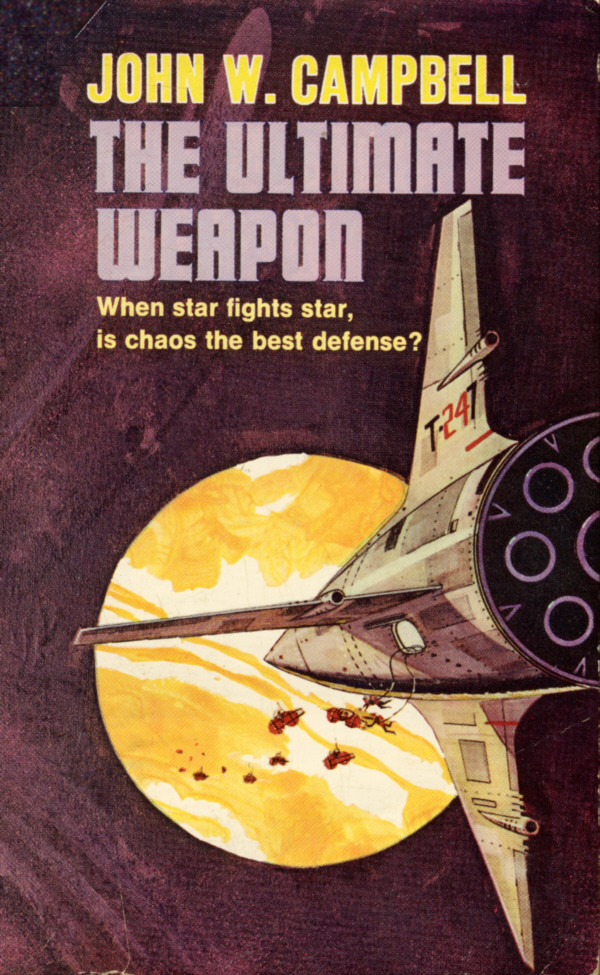 JOHN W. CAMPBELL
THE ULTIMATE
WEAPON
When star fights star,
is chaos the best defense?
T-247